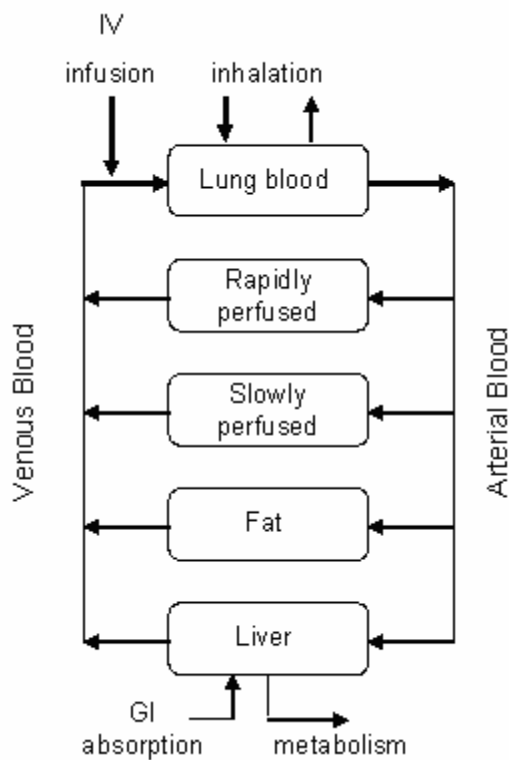 IV
infusion
inhalation
Lung blood
Rapidly
perfused
Slowly
perfused
Fat
Liver
Venous Blood
Arterial Blood
GI
absorption
metabolism